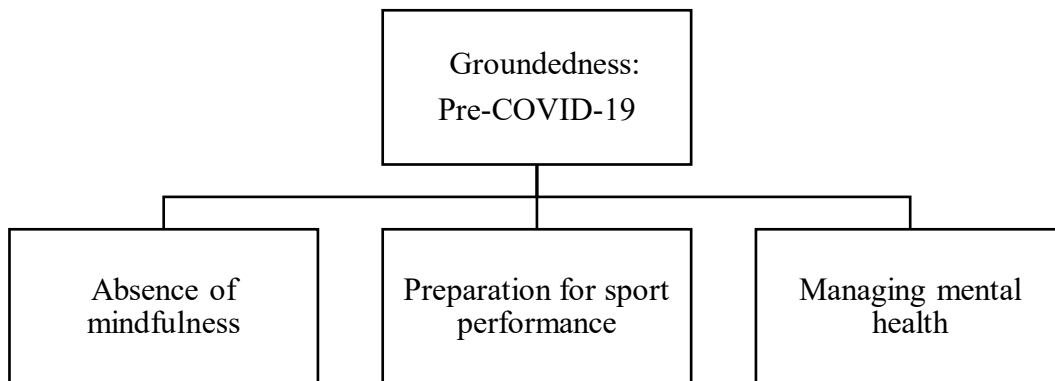 Groundedness:
Pre-COVID-19
Absence of
mindfulness
Preparation for sport
performance
Managing mental
health